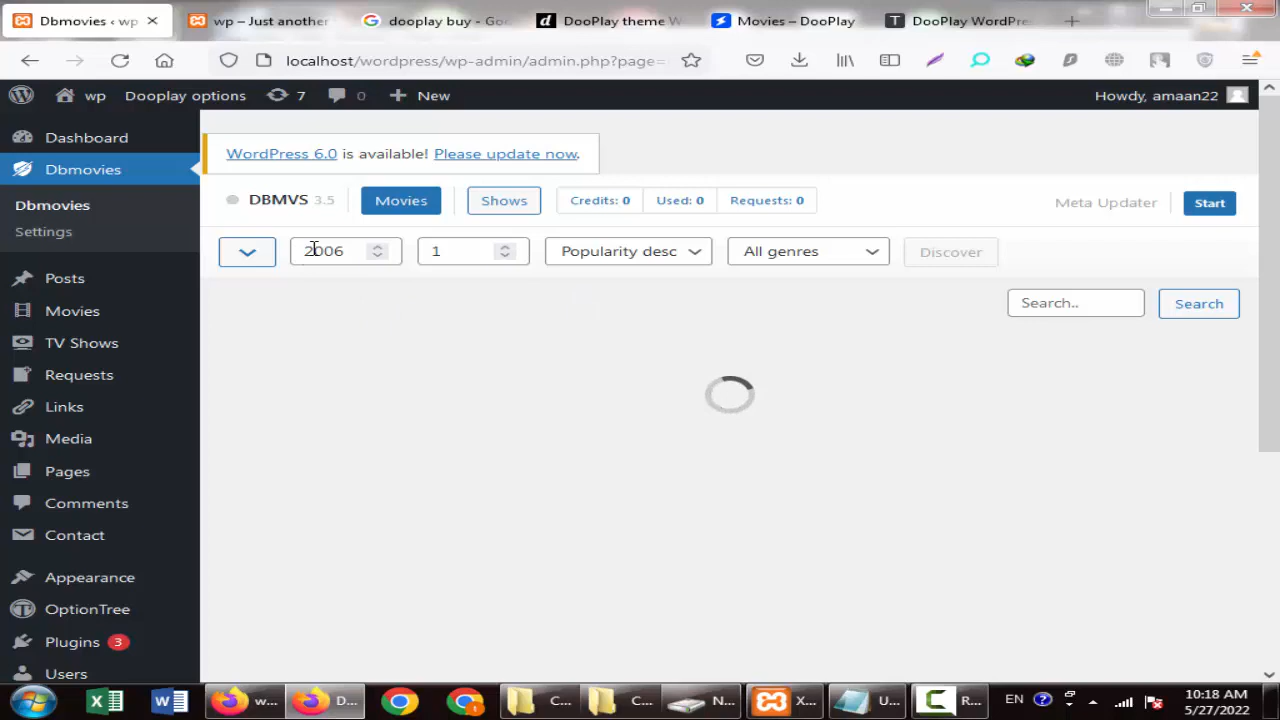 Dbmovies ‹ wp
wp – Just another
dooplay buy - Go
DooPlay theme W
Movies – DooPlay
DooPlay WordPre
localhost/wordpress/wp-admin/admin.php?page=
wp
Dooplay options
7
0
New
Howdy, amaan22
Dashboard
Dbmovies
Dbmovies
Settings
Posts
Movies
TV Shows
Requests
Links
Media
Pages
Comments
Contact
Appearance
OptionTree
Plugins 3
Users
WordPress 6.0 is available! Please update now.
DBMVS 3.5
Movies
Shows
Credits: 0
Used: 0
Requests: 0
Meta Updater
Start
2006
1
Popularity desc
All genres
Discover
Search..
Search
w...
D...
C...
C...
N...
X...
U...
R...
EN
10:18 AM
5/27/2022